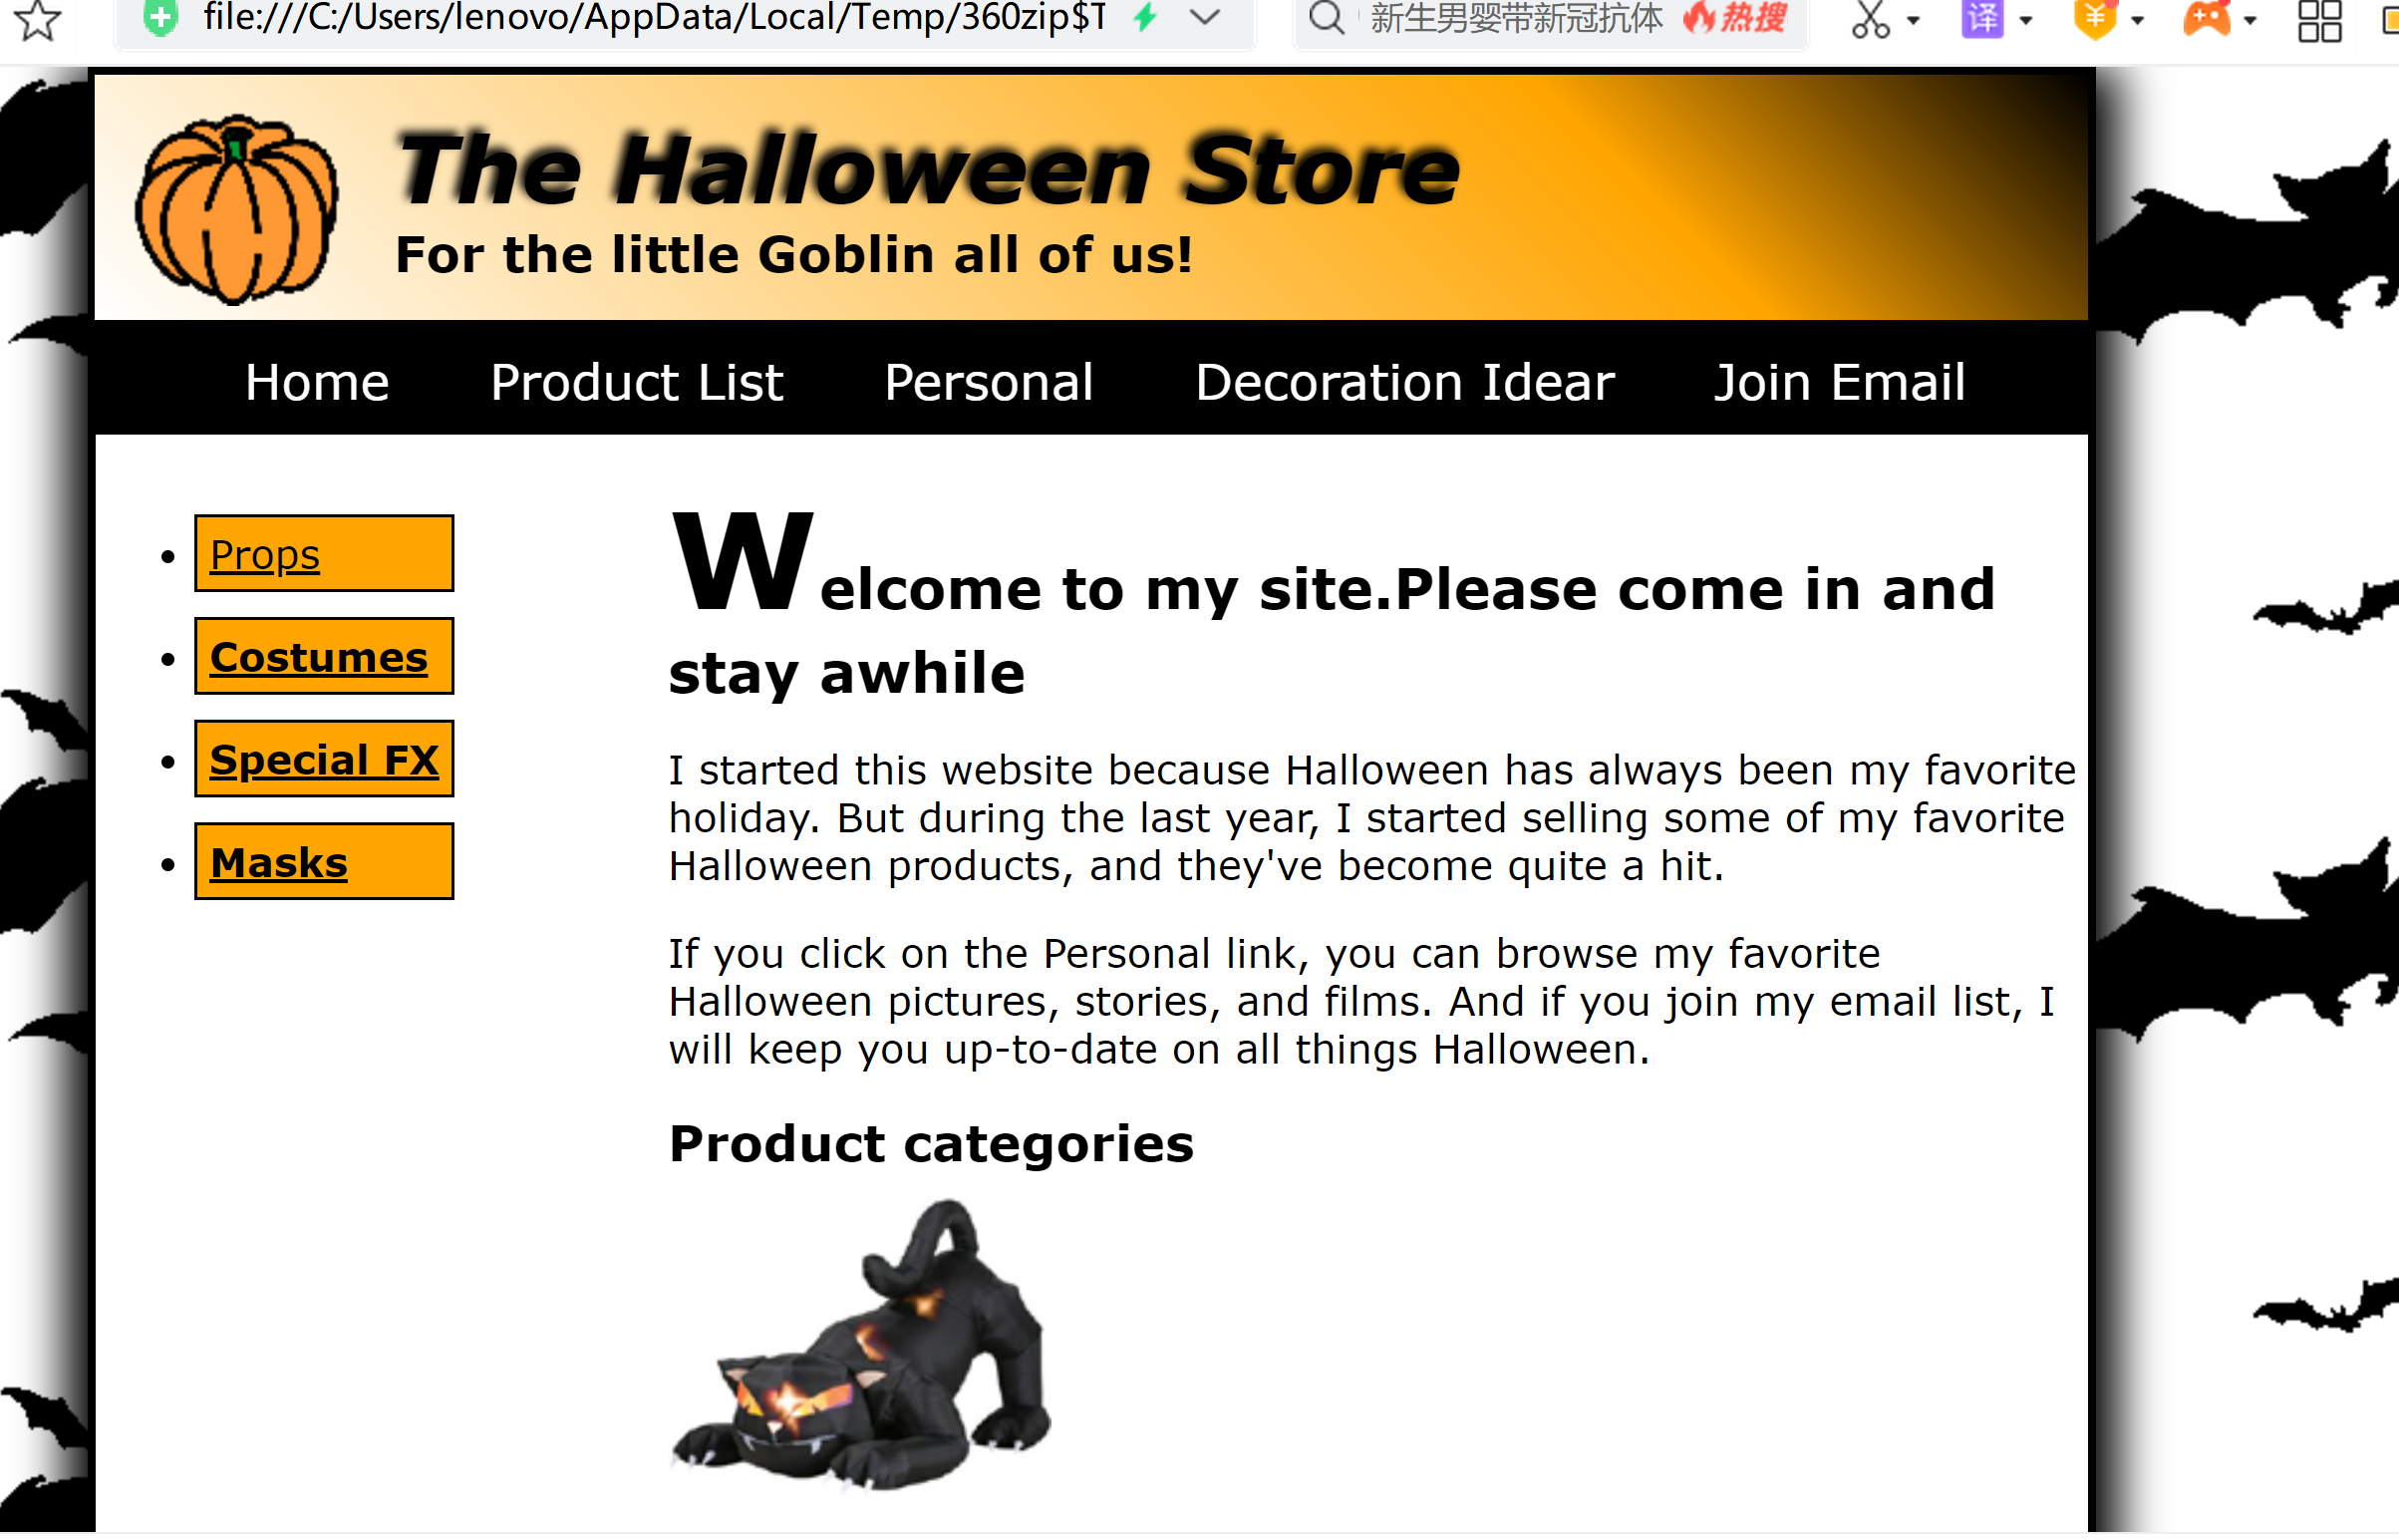 file:///C:/Users/lenovo/AppData/Local/Temp/360zip$T
新生男婴带新冠抗体 热搜
译 ¥
The Halloween Store
For the little Goblin all of us!
Home Product List Personal Decoration Idear Join Email
Props
Costumes
Special FX
Masks
Welcome to my site.Please come in and
stay awhile
I started this website because Halloween has always been my favorite
holiday. But during the last year, I started selling some of my favorite
Halloween products, and they've become quite a hit.
If you click on the Personal link, you can browse my favorite
Halloween pictures, stories, and films. And if you join my email list, I
will keep you up-to-date on all things Halloween.
Product categories